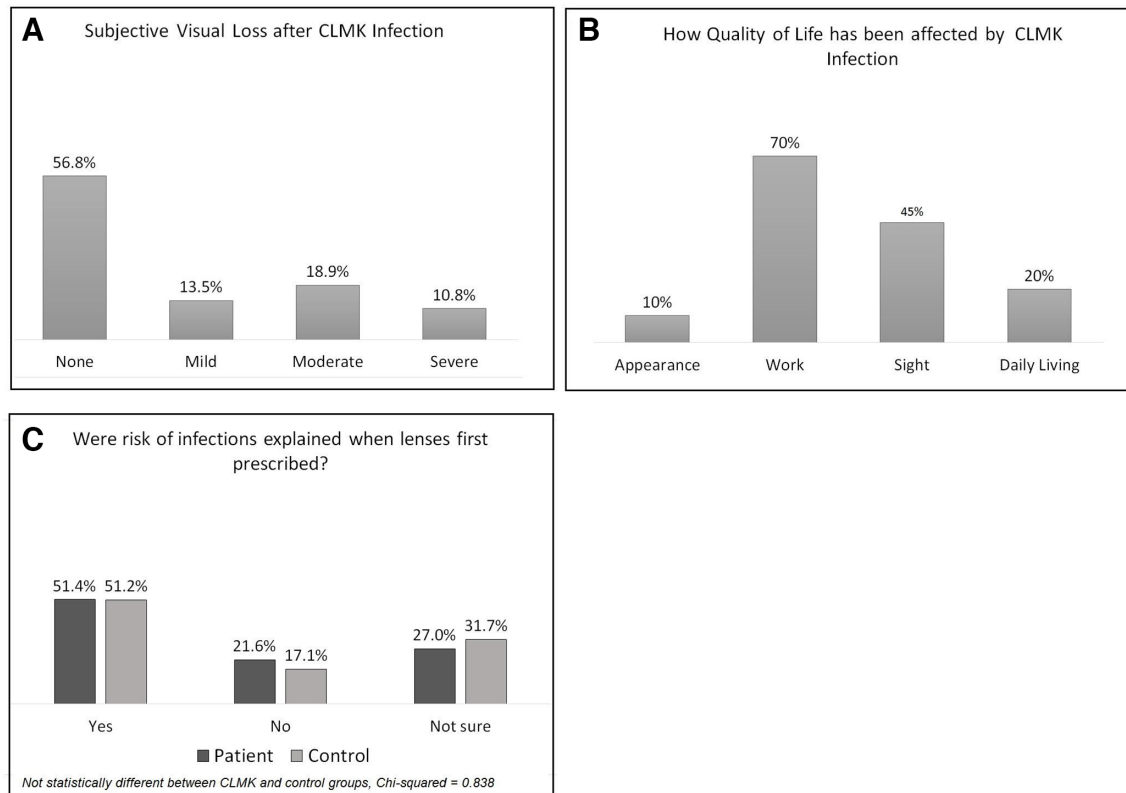 A
Subjective Visual Loss after CLMK Infection
56.8%
13.5%
18.9%
10.8%
None
Mild
Moderate
Severe
B
How Quality of Life has been affected by CLMK
Infection
10%
70%
45%
20%
Appearance
Work
Sight
Daily Living
C
Were risk of infections explained when lenses first
prescribed?
51.4% 51.2%
21.6% 17.1%
27.0% 31.7%
Yes
No
Not sure
Patient Control
Not statistically different between CLMK and control groups, Chi-squared = 0.838